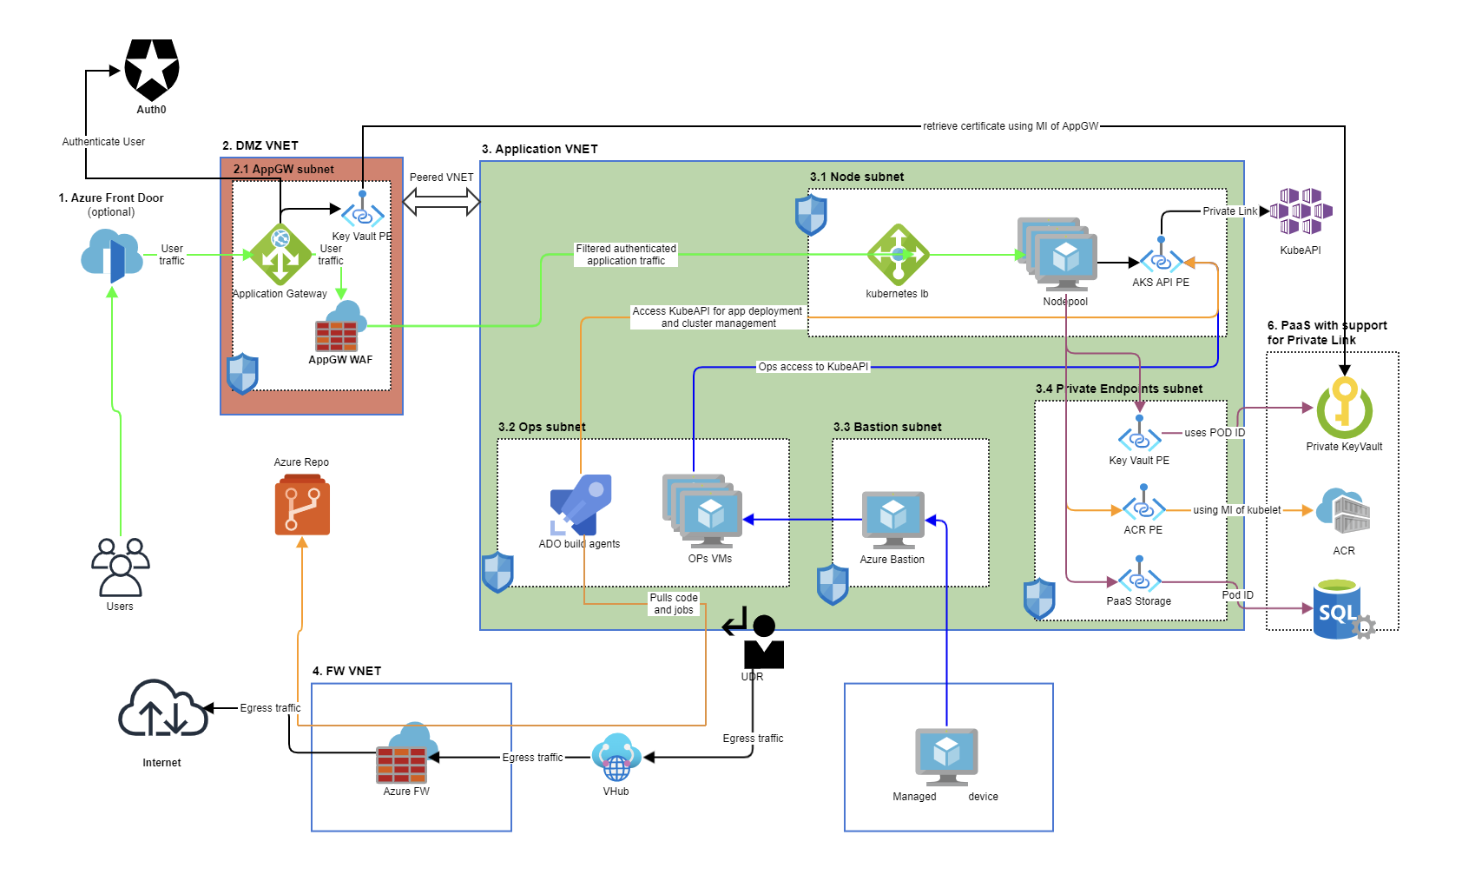 Auth0
Authenticate User
retrieve certificate using MI of AppGW
2. DMZ VNET
3. Application VNET
2.1 AppGW subnet
Peered VNET
3.1 Node subnet
1. Azure Front Door
(optional)
Private Link
Key Vault PE
User
traffic
User
traffic
Filtered authenticated
application traffic
KubeAPI
Application Gateway
kubernetes lb
Nodepool
AKS API PE
Access KubeAPI for app deployment
and cluster management
6. PaaS with support
for Private Link
AppGW WAF
Ops access to KubeAPI
3.4 Private Endpoints subnet
3.2 Ops subnet
3.3 Bastion subnet
uses POD ID
Private KeyVault
Key Vault PE
Azure Repo
using MI of kubelet
ACR PE
ADO build agents
OPs VMs
Azure Bastion
ACR
Users
Pulls code
and jobs
PaaS Storage
Pod ID
SQL
4. FW VNET
UDR
Egress traffic
Egress traffic
Egress traffic
Internet
Azure FW
VHub
Managed device